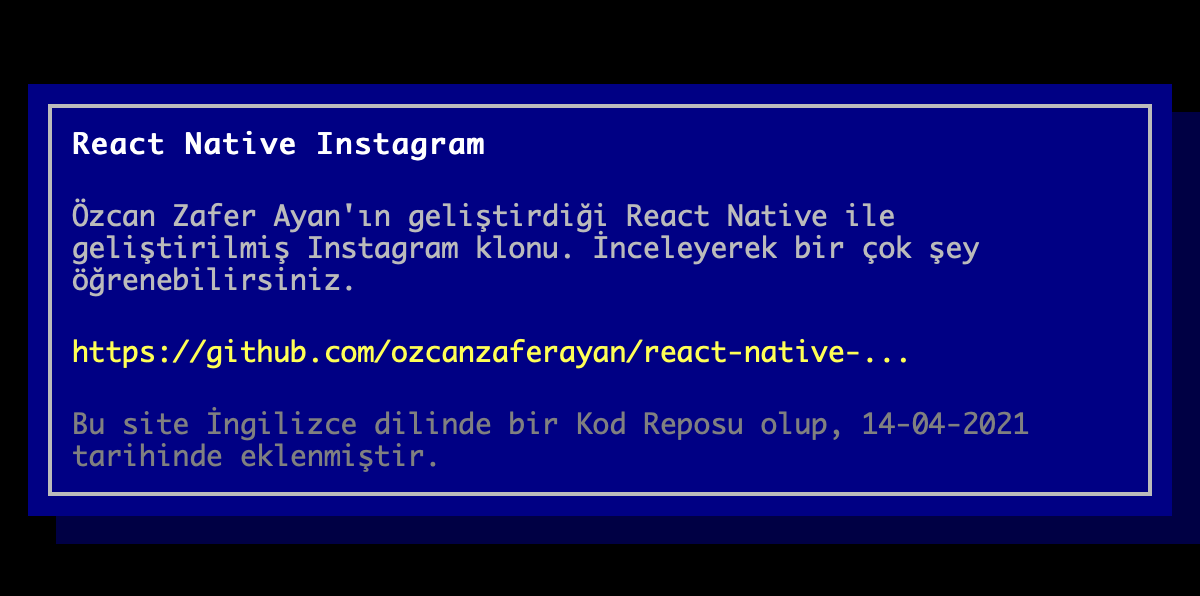 React Native Instagram
Özcan Zafer Ayan'ın geliştirdiği React Native ile
geliştirilmiş Instagram klonu. İnceleyerek bir çok şey
öğrenebilirsiniz.
https://github.com/ozcanzaferayan/react-native-...
Bu site İngilizce dilinde bir Kod Reposu olup, 14-04-2021
tarihinde eklenmiştir.